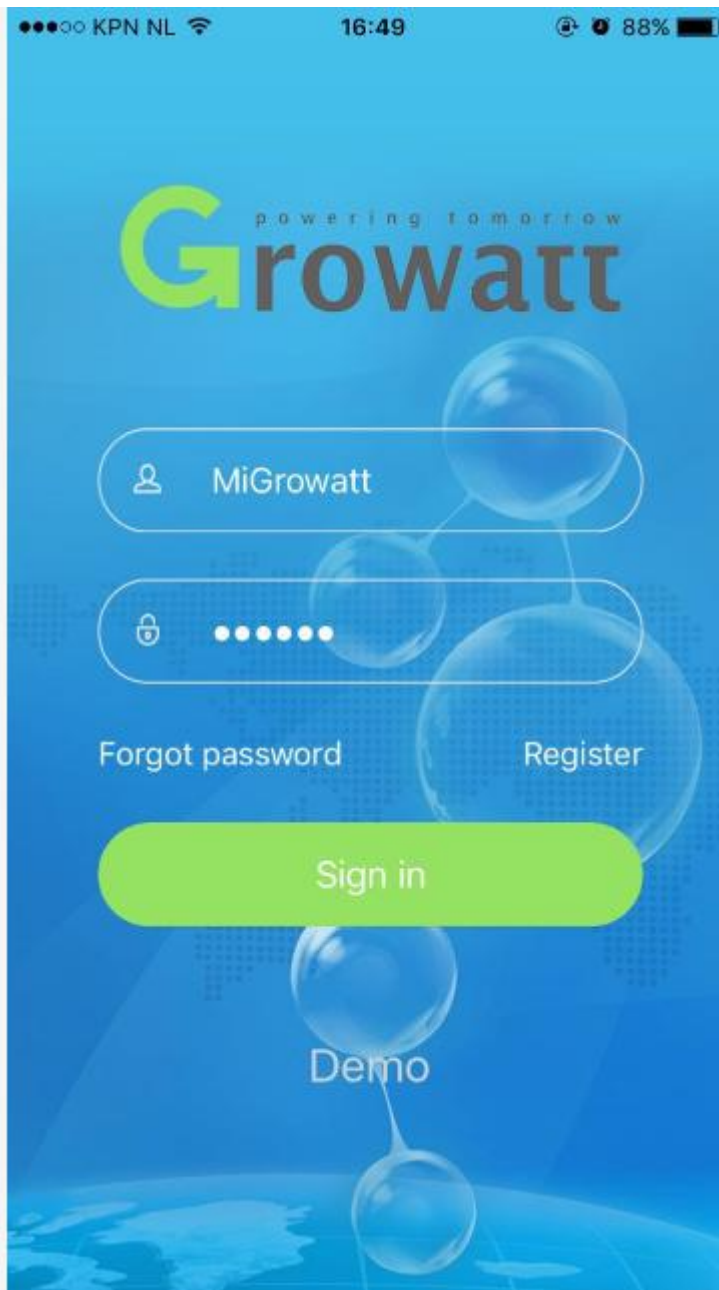 KPN NL 16:49 88%
powering tomorrow
Growatt
MiGrowatt
••••••
Forgot password Register
Sign in
Demo